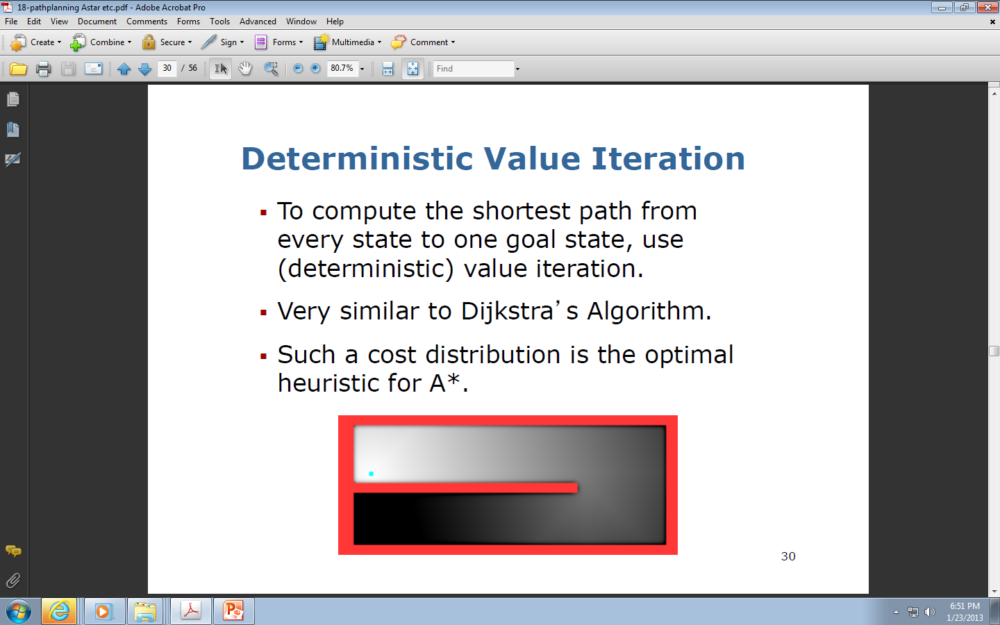 18-pathplanning Astar etc.pdf - Adobe Acrobat Pro
File Edit View Document Comments Forms Tools Advanced Window Help
Create Combine Secure Sign Forms Multimedia Comment
30 / 56 80.7% Find
Deterministic Value Iteration
To compute the shortest path from
every state to one goal state, use
(deterministic) value iteration.
Very similar to Dijkstra’s Algorithm.
Such a cost distribution is the optimal
heuristic for A*.
30
6:51 PM
1/23/2013